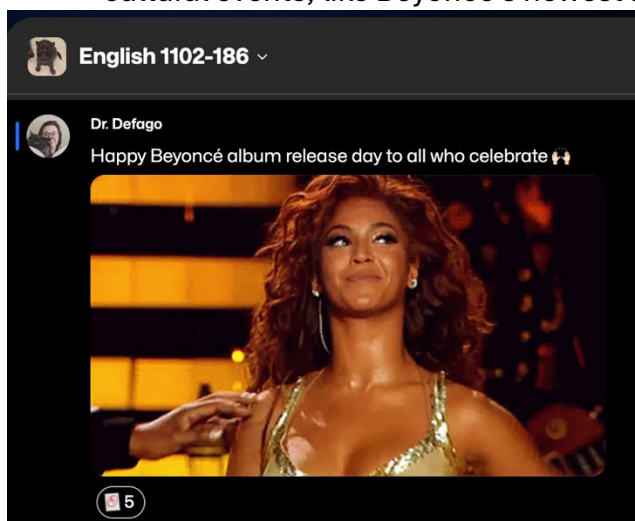 English 1102-186
Dr. Defago
Happy Beyoncé album release day to all who celebrate 🙌🏻
5